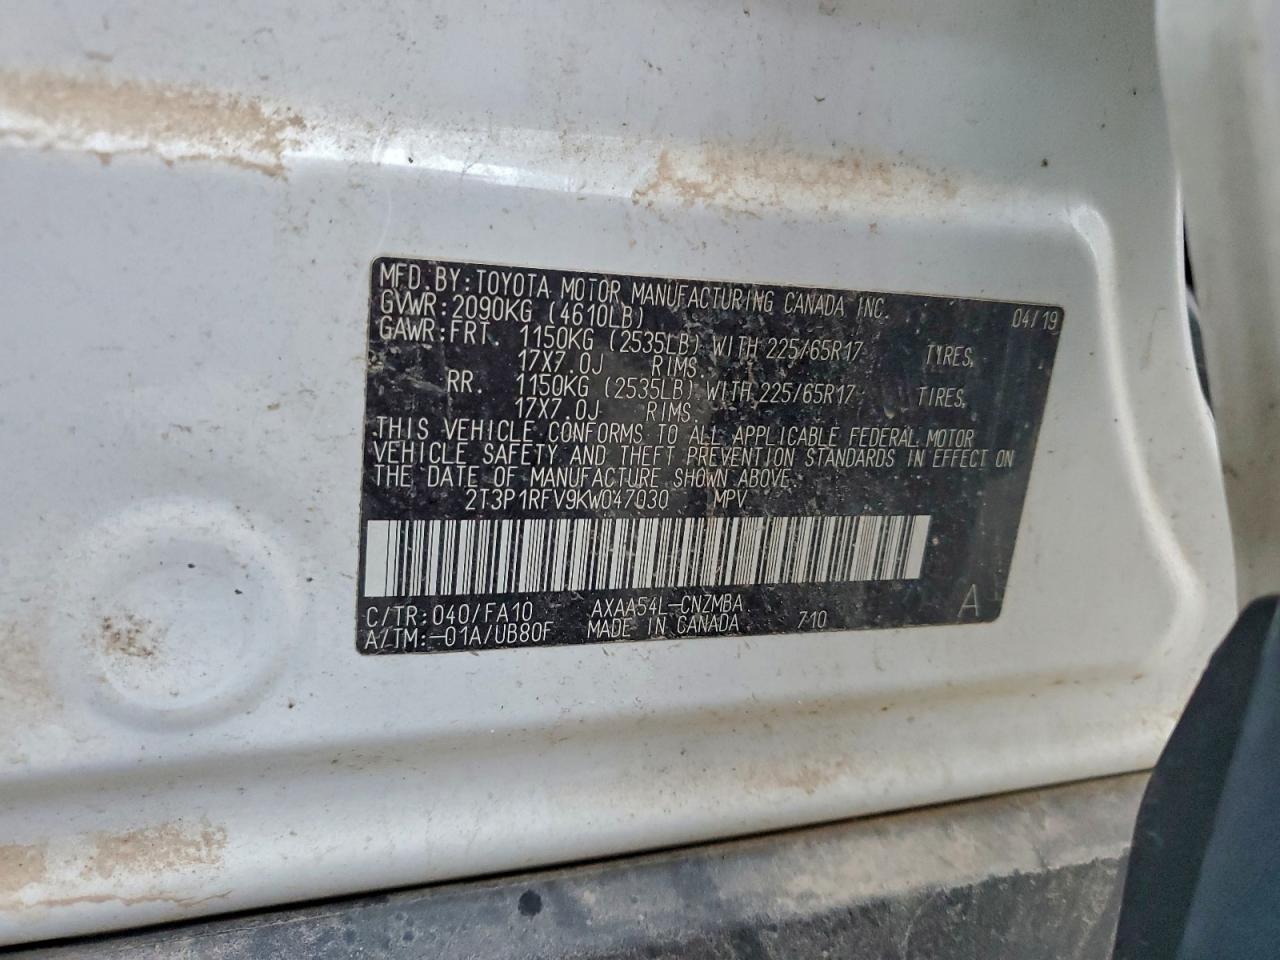 MFD.BY:TOYOTA MOTOR MANUFACTURING CANADA INC. 04/19
GVWR:2090KG (4610LB)
GAWR:FRT. 1150KG (2535LB) WITH 225/65R17 TYRES,
17X7.0J RIMS.
RR. 1150KG (2535LB) WITH 225/65R17 TIRES,
17X7.0J RIMS.
THIS VEHICLE CONFORMS TO ALL APPLICABLE FEDERAL MOTOR
VEHICLE SAFETY AND THEFT PREVENTION STANDARDS IN EFFECT ON
THE DATE OF MANUFACTURE SHOWN ABOVE.
2T3P1RFV9KW047030 MPV
C/TR:040/FA10 AXAA54L-CNZMBA A
A/TM:-01A/UB80F MADE IN CANADA 710